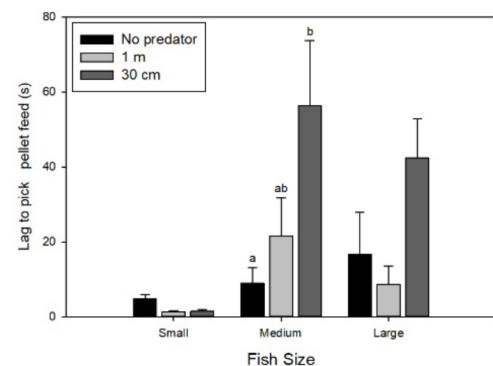 80
60
40
20
0
Lag to pick pellet feed (s)
No predator
1 m
30 cm
a
ab
b
Small
Medium
Large
Fish Size